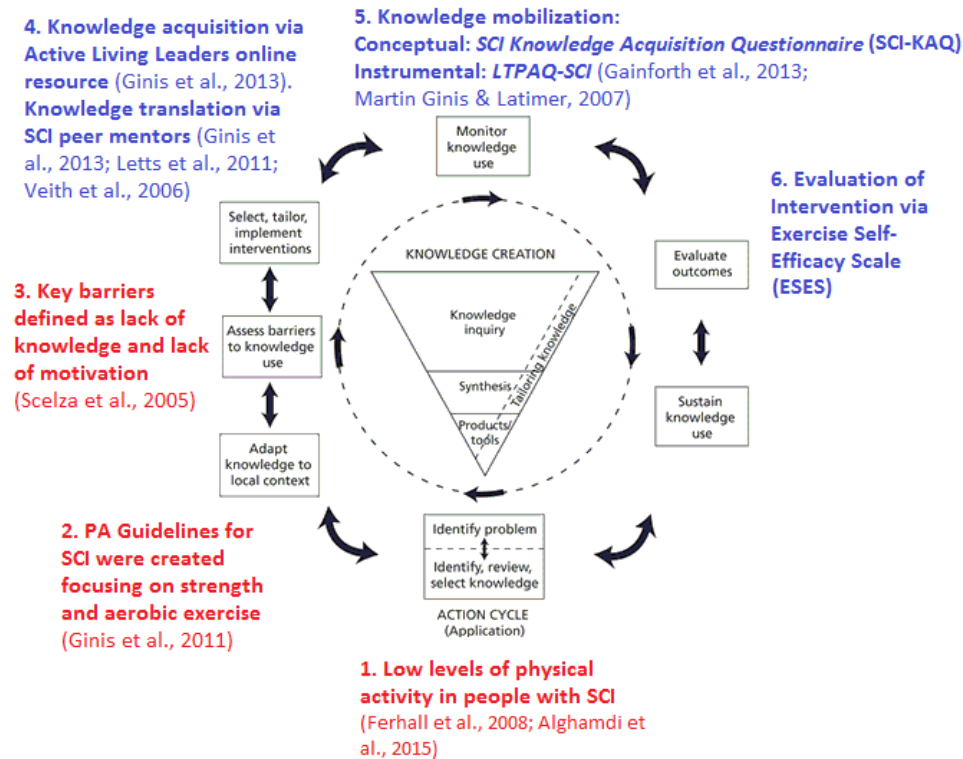 4. Knowledge acquisition via
Active Living Leaders online
resource (Ginis et al., 2013).
Knowledge translation via
SCI peer mentors (Ginis et
al., 2013; Letts et al., 2011;
Veith et al., 2006)
5. Knowledge mobilization:
Conceptual: SCI Knowledge Acquisition Questionnaire (SCI-KAQ)
Instrumental: LTPAQ-SCI (Gainforth et al., 2013;
Martin Ginis & Latimer, 2007)
Monitor
knowledge
use
6. Evaluation of
Intervention via
Exercise Self-
Efficacy Scale
(ESES)
Select, tailor,
implement
interventions
KNOWLEDGE CREATION
Evaluate
outcomes
3. Key barriers
defined as lack of
knowledge and lack
of motivation
(Scelza et al., 2005)
Assess barriers
to knowledge
use
Knowledge
inquiry
Tailoring knowledge
Synthesis
Products/
tools
Sustain
knowledge
use
Adapt
knowledge to
local context
2. PA Guidelines for
SCI were created
focusing on strength
and aerobic exercise
(Ginis et al., 2011)
Identify problem
Identify, review,
select knowledge
ACTION CYCLE
(Application)
1. Low levels of physical
activity in people with SCI
(Ferhall et al., 2008; Alghamdi et
al., 2015)